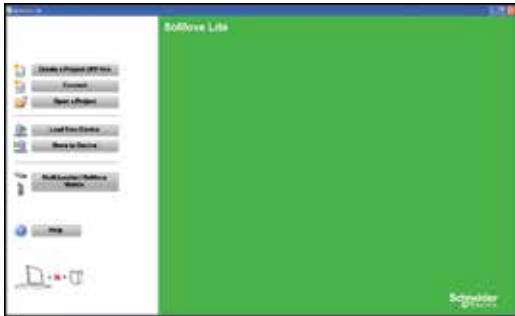 SoMove Lite
Create a Project OFF-line
Connect
Open a Project
Load from Device
Store to Device
Multi-Loader / SoMove
Mobile
Help
Schneider
Electric